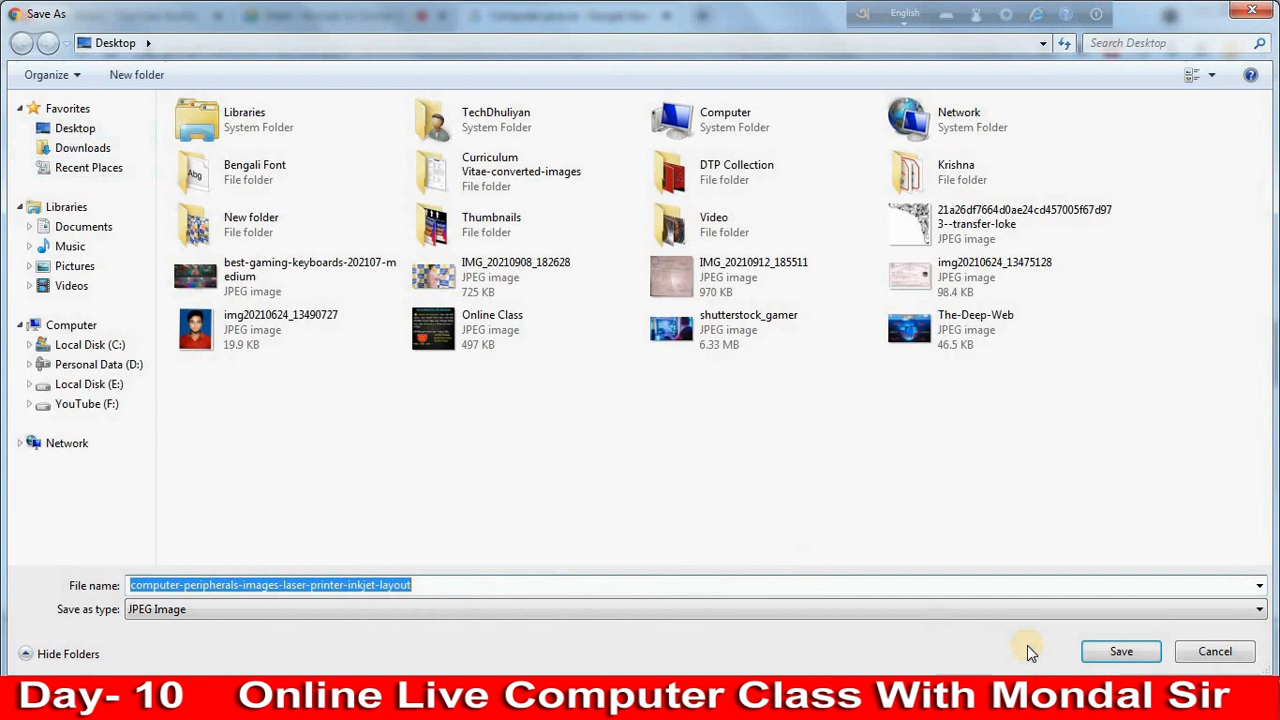 Save As
English
Desktop
Search Desktop
Organize
New folder
Favorites
Desktop
Downloads
Recent Places
Libraries
Documents
Music
Pictures
Videos
Computer
Local Disk (C:)
Personal Data (D:)
Local Disk (E:)
YouTube (F:)
Network
Libraries
System Folder
TechDhuliyan
System Folder
Computer
System Folder
Network
System Folder
Abg
Bengali Font
File folder
Curriculum
Vitae-converted-images
File folder
DTP Collection
File folder
Krishna
File folder
New folder
File folder
Thumbnails
File folder
Video
File folder
21a26df7664d0ae24cd457005f67d97
3--transfer-loke
JPEG image
best-gaming-keyboards-202107-m
edium
JPEG image
IMG_20210908_182628
JPEG image
725 KB
IMG_20210912_185511
JPEG image
970 KB
img20210624_13475128
JPEG image
98.4 KB
img20210624_13490727
JPEG image
19.9 KB
Online Class
JPEG image
497 KB
shutterstock_gamer
JPEG image
6.33 MB
The-Deep-Web
JPEG image
46.5 KB
File name: computer-peripherals-images-laser-printer-inkjet-layout
Save as type: JPEG Image
Hide Folders
Save
Cancel
Day- 10 Online Live Computer Class With Mondal Sir